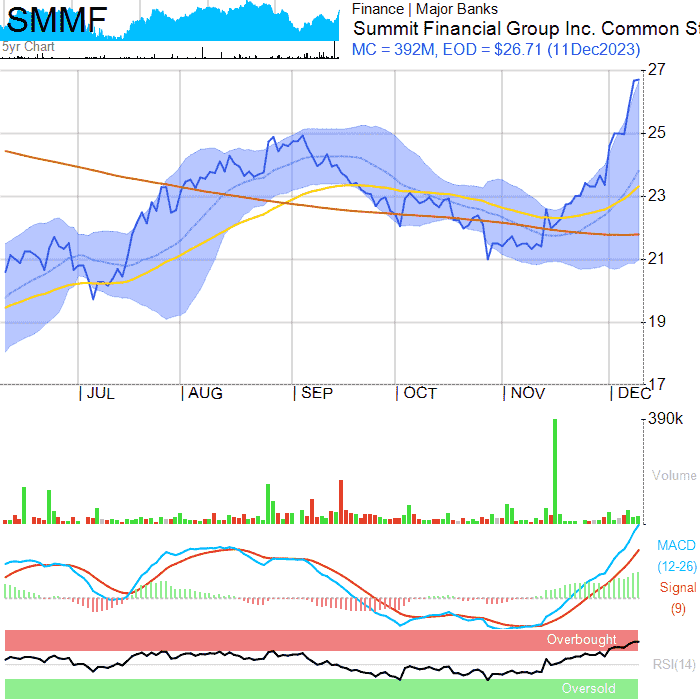 SMMF
5yr Chart
Finance | Major Banks
Summit Financial Group Inc. Common St
MC = 392M, EOD = $26.71 (11Dec2023)
27
25
23
21
19
17
JUL AUG SEP OCT NOV DEC
390k
Volume
MACD
(12-26)
Signal
(9)
Overbought
RSI(14)
Oversold